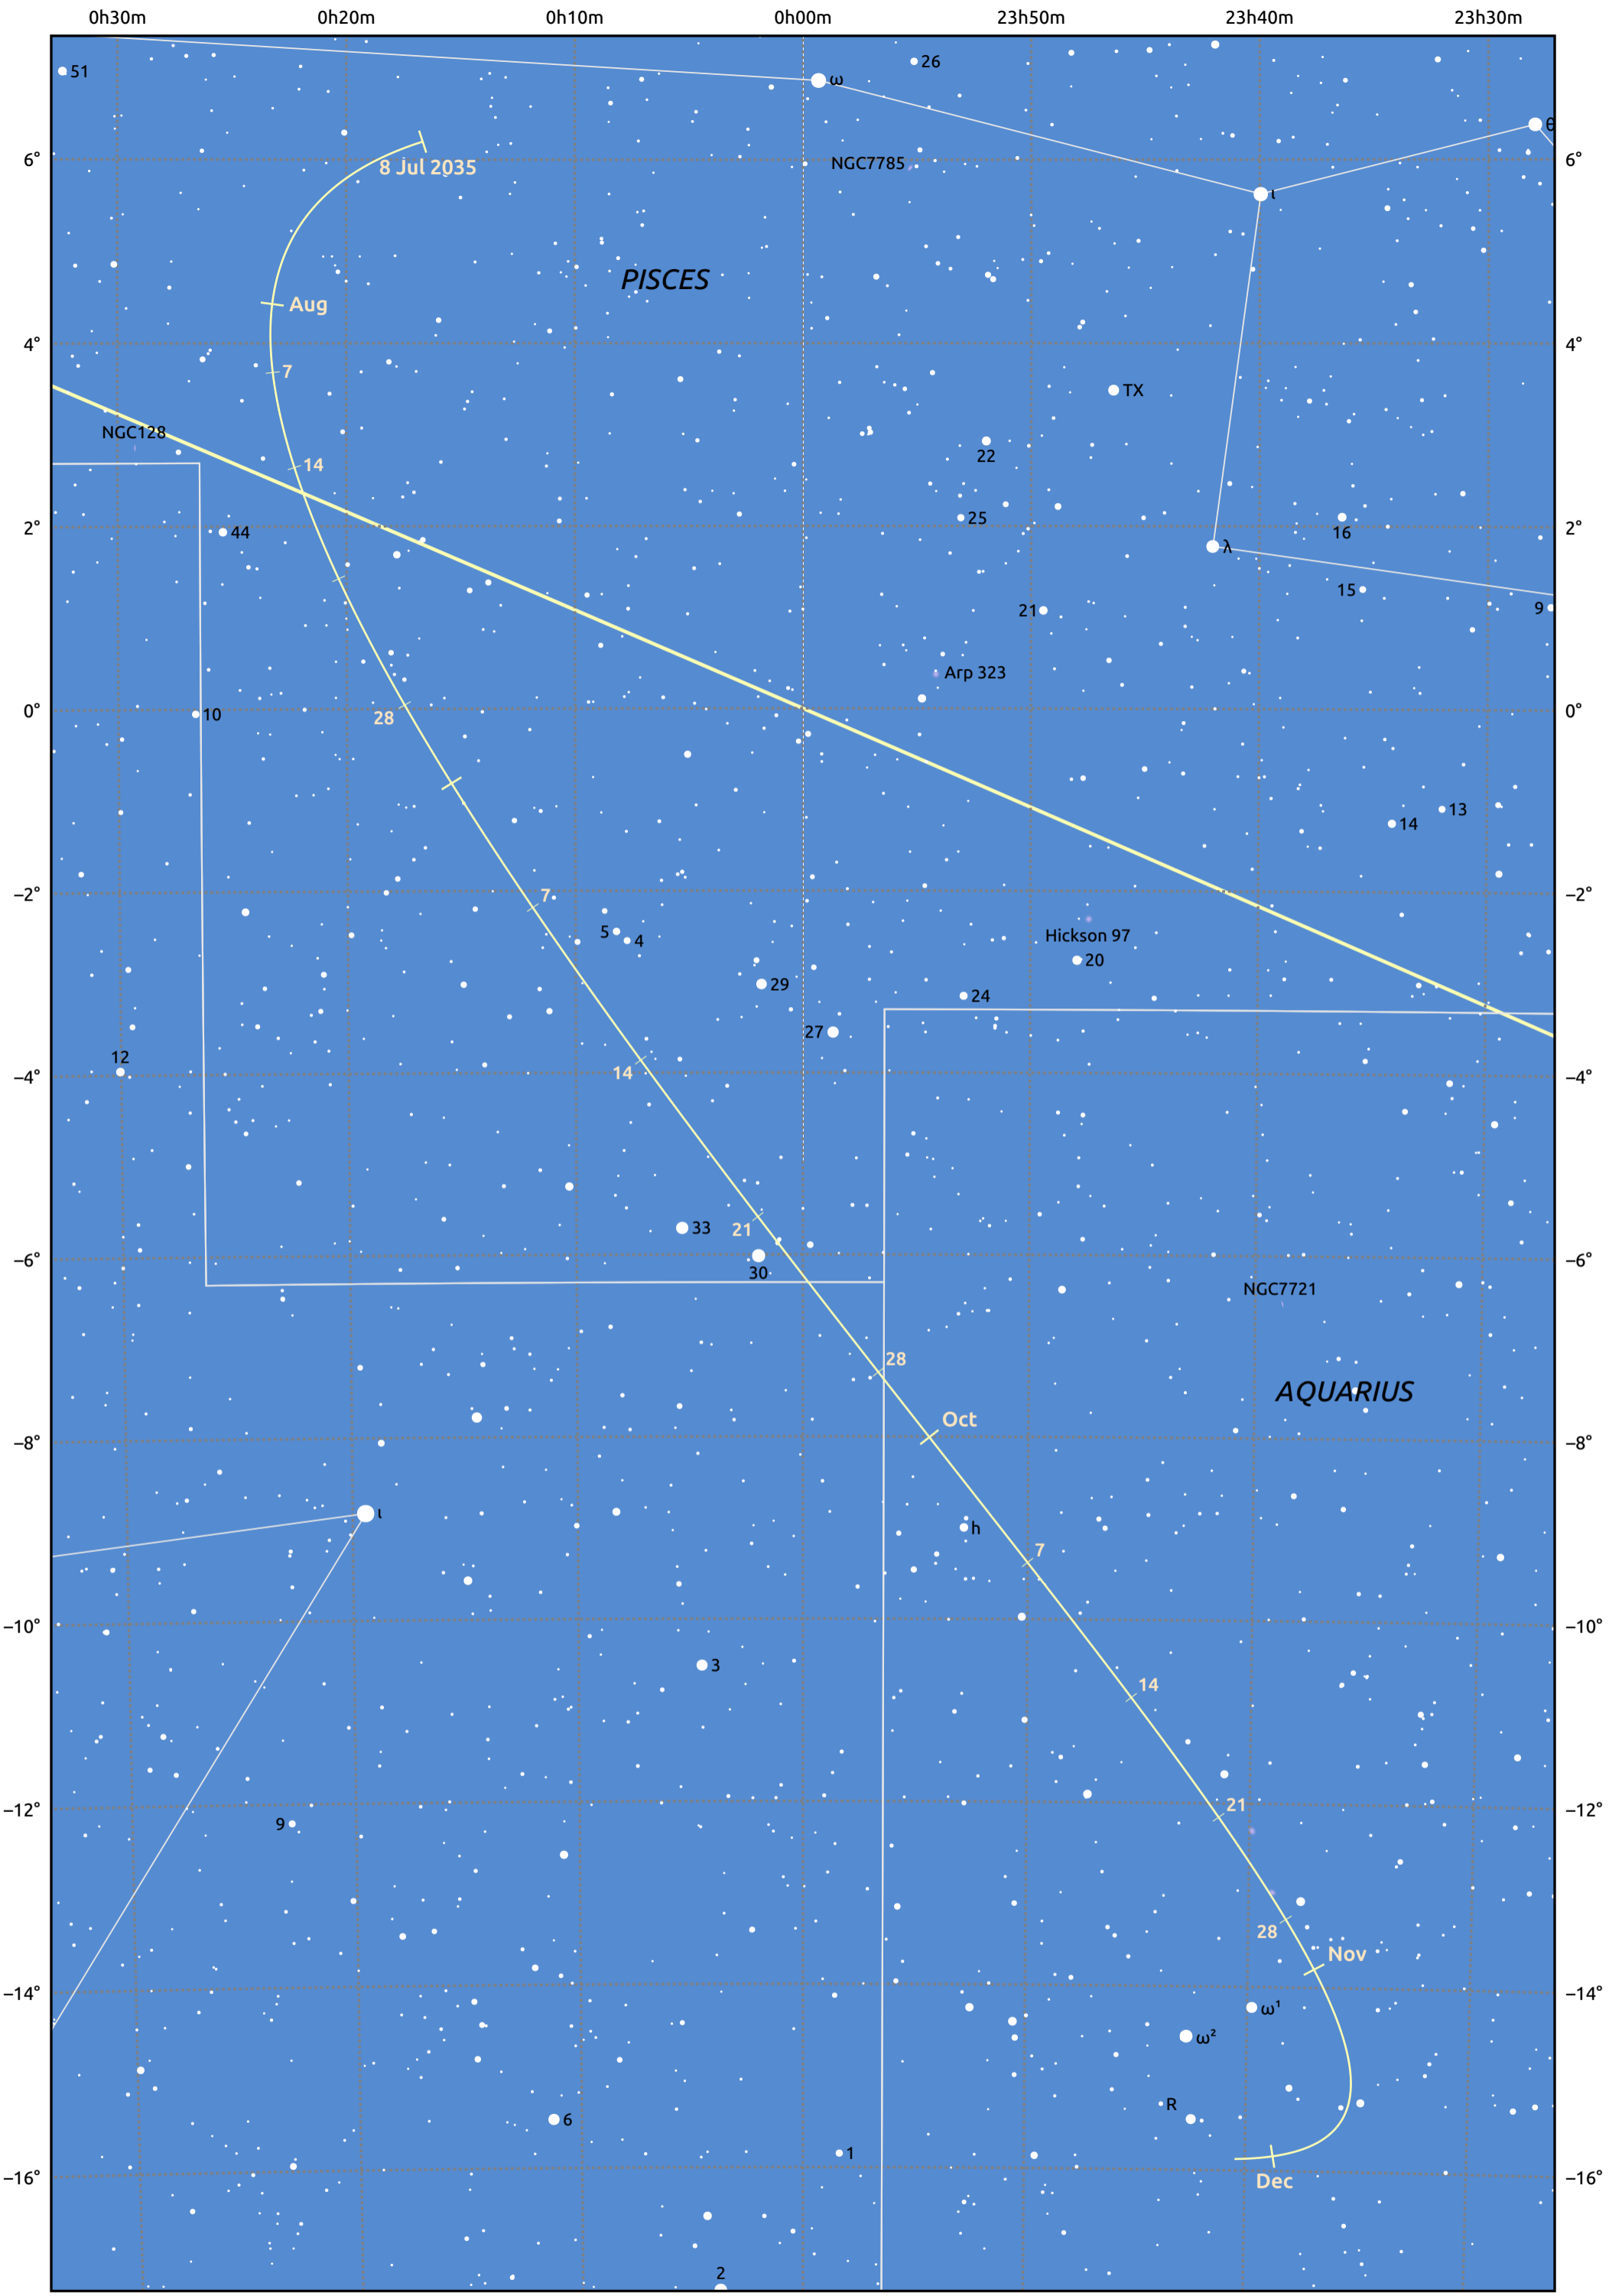 0h30m 0h20m 0h10m 0h00m 23h50m 23h40m 23h30m
51
26
ω
θ
6° 8 Jul 2035 NGC7785 6°
ι
PISCES
Aug
4° 4°
7
TX
NGC128
22
14
25
16
2° 44 2°
λ
15
21
9
Arp 323
0° 10 28 0°
13
14
−2° 7 −2°
5 4
Hickson 97
20
29
24
27
12
−4° 14 −4°
33 21
−6° 30 −6°
NGC7721
28
AQUARIUS
Oct
−8° −8°
ι
h
7
−10° −10°
3
14
21
−12° −12°
9
28
Nov
−14° −14°
ω¹
ω²
R
6
1
−16° −16°
Dec
2